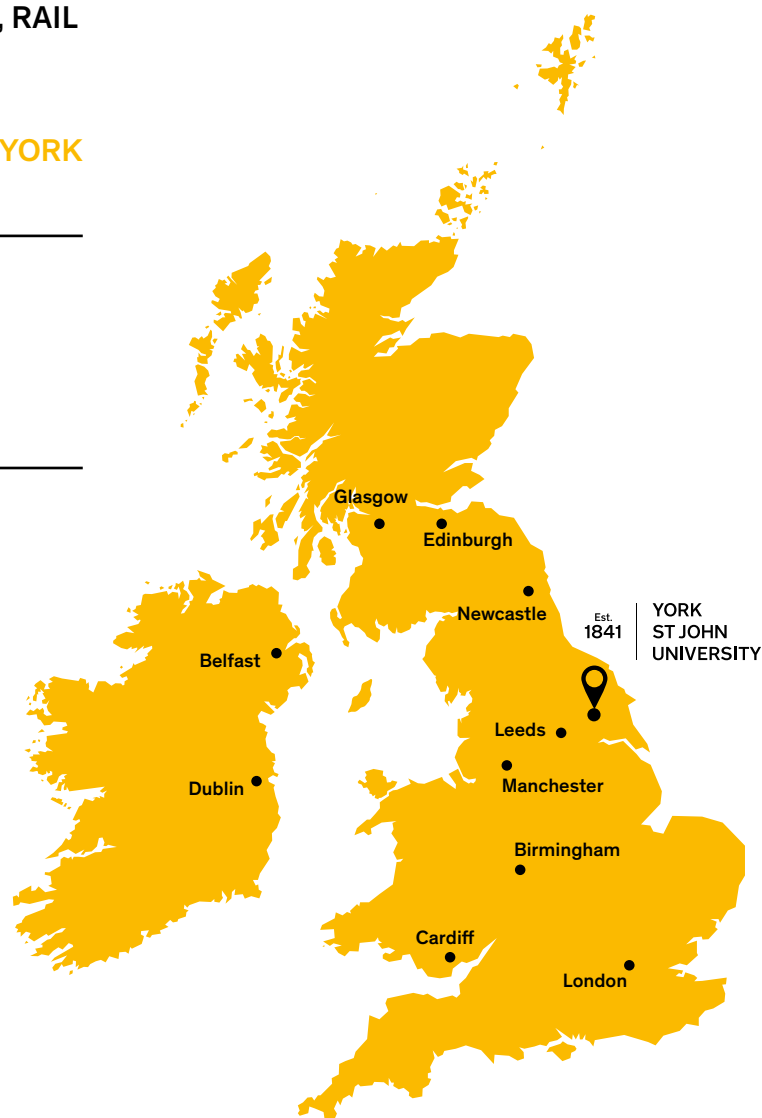 , RAIL
YORK
Glasgow
Edinburgh
Newcastle
Est.
1841
YORK
ST JOHN
UNIVERSITY
Belfast
Leeds
Dublin
Manchester
Birmingham
Cardiff
London